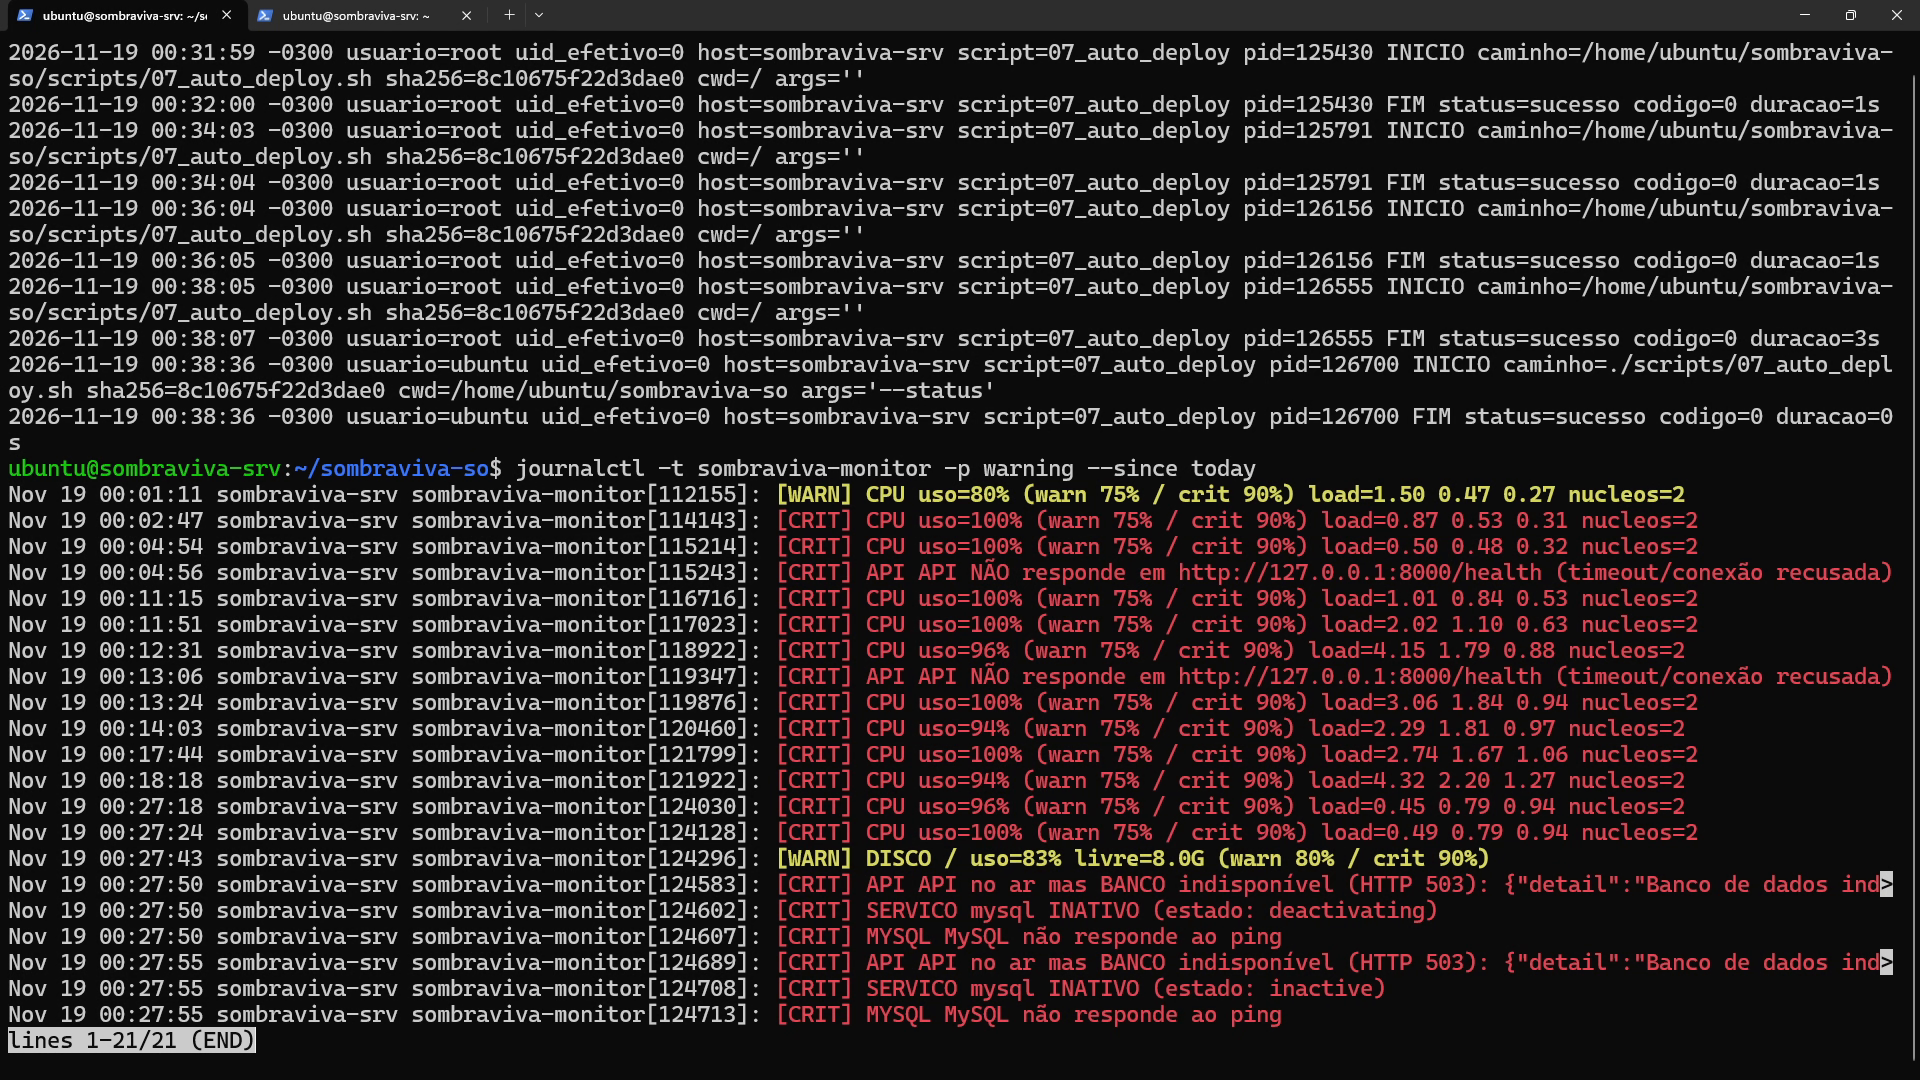 ubuntu@sombraviva-srv: ~/so
ubuntu@sombraviva-srv: ~
2026-11-19 00:31:59 -0300 usuario=root uid_efetivo=0 host=sombraviva-srv script=07_auto_deploy pid=125430 INICIO caminho=/home/ubuntu/sombraviva-
so/scripts/07_auto_deploy.sh sha256=8c10675f22d3dae0 cwd=/ args=''
2026-11-19 00:32:00 -0300 usuario=root uid_efetivo=0 host=sombraviva-srv script=07_auto_deploy pid=125430 FIM status=sucesso codigo=0 duracao=1s
2026-11-19 00:34:03 -0300 usuario=root uid_efetivo=0 host=sombraviva-srv script=07_auto_deploy pid=125791 INICIO caminho=/home/ubuntu/sombraviva-
so/scripts/07_auto_deploy.sh sha256=8c10675f22d3dae0 cwd=/ args=''
2026-11-19 00:34:04 -0300 usuario=root uid_efetivo=0 host=sombraviva-srv script=07_auto_deploy pid=125791 FIM status=sucesso codigo=0 duracao=1s
2026-11-19 00:36:04 -0300 usuario=root uid_efetivo=0 host=sombraviva-srv script=07_auto_deploy pid=126156 INICIO caminho=/home/ubuntu/sombraviva-
so/scripts/07_auto_deploy.sh sha256=8c10675f22d3dae0 cwd=/ args=''
2026-11-19 00:36:05 -0300 usuario=root uid_efetivo=0 host=sombraviva-srv script=07_auto_deploy pid=126156 FIM status=sucesso codigo=0 duracao=1s
2026-11-19 00:38:05 -0300 usuario=root uid_efetivo=0 host=sombraviva-srv script=07_auto_deploy pid=126555 INICIO caminho=/home/ubuntu/sombraviva-
so/scripts/07_auto_deploy.sh sha256=8c10675f22d3dae0 cwd=/ args=''
2026-11-19 00:38:07 -0300 usuario=root uid_efetivo=0 host=sombraviva-srv script=07_auto_deploy pid=126555 FIM status=sucesso codigo=0 duracao=3s
2026-11-19 00:38:36 -0300 usuario=ubuntu uid_efetivo=0 host=sombraviva-srv script=07_auto_deploy pid=126700 INICIO caminho=./scripts/07_auto_depl
oy.sh sha256=8c10675f22d3dae0 cwd=/home/ubuntu/sombraviva-so args='--status'
2026-11-19 00:38:36 -0300 usuario=ubuntu uid_efetivo=0 host=sombraviva-srv script=07_auto_deploy pid=126700 FIM status=sucesso codigo=0 duracao=0
s
ubuntu@sombraviva-srv:~/sombraviva-so$ journalctl -t sombraviva-monitor -p warning --since today
Nov 19 00:01:11 sombraviva-srv sombraviva-monitor[112155]: [WARN] CPU uso=80% (warn 75% / crit 90%) load=1.50 0.47 0.27 nucleos=2
Nov 19 00:02:47 sombraviva-srv sombraviva-monitor[114143]: [CRIT] CPU uso=100% (warn 75% / crit 90%) load=0.87 0.53 0.31 nucleos=2
Nov 19 00:04:54 sombraviva-srv sombraviva-monitor[115214]: [CRIT] CPU uso=100% (warn 75% / crit 90%) load=0.50 0.48 0.32 nucleos=2
Nov 19 00:04:56 sombraviva-srv sombraviva-monitor[115243]: [CRIT] API API NÃO responde em http://127.0.0.1:8000/health (timeout/conexão recusada)
Nov 19 00:11:15 sombraviva-srv sombraviva-monitor[116716]: [CRIT] CPU uso=100% (warn 75% / crit 90%) load=1.01 0.84 0.53 nucleos=2
Nov 19 00:11:51 sombraviva-srv sombraviva-monitor[117023]: [CRIT] CPU uso=100% (warn 75% / crit 90%) load=2.02 1.10 0.63 nucleos=2
Nov 19 00:12:31 sombraviva-srv sombraviva-monitor[118922]: [CRIT] CPU uso=96% (warn 75% / crit 90%) load=4.15 1.79 0.88 nucleos=2
Nov 19 00:13:06 sombraviva-srv sombraviva-monitor[119347]: [CRIT] API API NÃO responde em http://127.0.0.1:8000/health (timeout/conexão recusada)
Nov 19 00:13:24 sombraviva-srv sombraviva-monitor[119876]: [CRIT] CPU uso=100% (warn 75% / crit 90%) load=3.06 1.84 0.94 nucleos=2
Nov 19 00:14:03 sombraviva-srv sombraviva-monitor[120460]: [CRIT] CPU uso=94% (warn 75% / crit 90%) load=2.29 1.81 0.97 nucleos=2
Nov 19 00:17:44 sombraviva-srv sombraviva-monitor[121799]: [CRIT] CPU uso=100% (warn 75% / crit 90%) load=2.74 1.67 1.06 nucleos=2
Nov 19 00:18:18 sombraviva-srv sombraviva-monitor[121922]: [CRIT] CPU uso=94% (warn 75% / crit 90%) load=4.32 2.20 1.27 nucleos=2
Nov 19 00:27:18 sombraviva-srv sombraviva-monitor[124030]: [CRIT] CPU uso=96% (warn 75% / crit 90%) load=0.45 0.79 0.94 nucleos=2
Nov 19 00:27:24 sombraviva-srv sombraviva-monitor[124128]: [CRIT] CPU uso=100% (warn 75% / crit 90%) load=0.49 0.79 0.94 nucleos=2
Nov 19 00:27:43 sombraviva-srv sombraviva-monitor[124296]: [WARN] DISCO / uso=83% livre=8.0G (warn 80% / crit 90%)
Nov 19 00:27:50 sombraviva-srv sombraviva-monitor[124583]: [CRIT] API API no ar mas BANCO indisponível (HTTP 503): {"detail":"Banco de dados ind>
Nov 19 00:27:50 sombraviva-srv sombraviva-monitor[124602]: [CRIT] SERVICO mysql INATIVO (estado: deactivating)
Nov 19 00:27:50 sombraviva-srv sombraviva-monitor[124607]: [CRIT] MYSQL MySQL não responde ao ping
Nov 19 00:27:55 sombraviva-srv sombraviva-monitor[124689]: [CRIT] API API no ar mas BANCO indisponível (HTTP 503): {"detail":"Banco de dados ind>
Nov 19 00:27:55 sombraviva-srv sombraviva-monitor[124708]: [CRIT] SERVICO mysql INATIVO (estado: inactive)
Nov 19 00:27:55 sombraviva-srv sombraviva-monitor[124713]: [CRIT] MYSQL MySQL não responde ao ping
lines 1-21/21 (END)